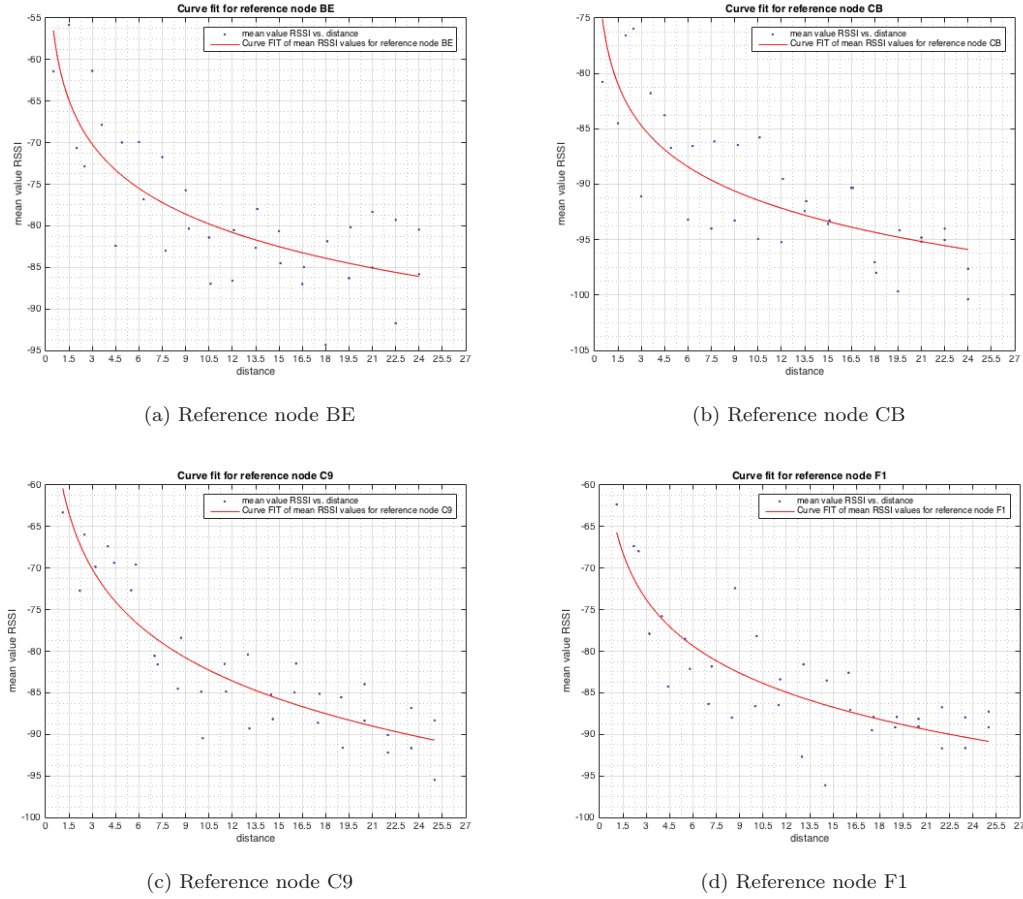 Curve fit for reference node BE
mean value RSSI vs. distance
Curve FIT of mean RSSI values for reference node BE
-55
-60
-65
-70
-75
-80
-85
-90
-95
mean value RSSI
0 1.5 3 4.5 6 7.5 9 10.5 12 13.5 15 16.5 18 19.5 21 22.5 24 25.5 27
distance
(a) Reference node BE
Curve fit for reference node CB
mean value RSSI vs. distance
Curve FIT of mean RSSI values for reference node CB
-75
-80
-85
-90
-95
-100
-105
mean value RSSI
0 1.5 3 4.5 6 7.5 9 10.5 12 13.5 15 16.5 18 19.5 21 22.5 24 25.5 27
distance
(b) Reference node CB
Curve fit for reference node C9
mean value RSSI vs. distance
Curve FIT of mean RSSI values for reference node C9
-60
-65
-70
-75
-80
-85
-90
-95
-100
mean value RSSI
0 1.5 3 4.5 6 7.5 9 10.5 12 13.5 15 16.5 18 19.5 21 22.5 24 25.5 27
distance
(c) Reference node C9
Curve fit for reference node F1
mean value RSSI vs. distance
Curve FIT of mean RSSI values for reference node F1
-60
-65
-70
-75
-80
-85
-90
-95
-100
mean value RSSI
0 1.5 3 4.5 6 7.5 9 10.5 12 13.5 15 16.5 18 19.5 21 22.5 24 25.5 27
distance
(d) Reference node F1